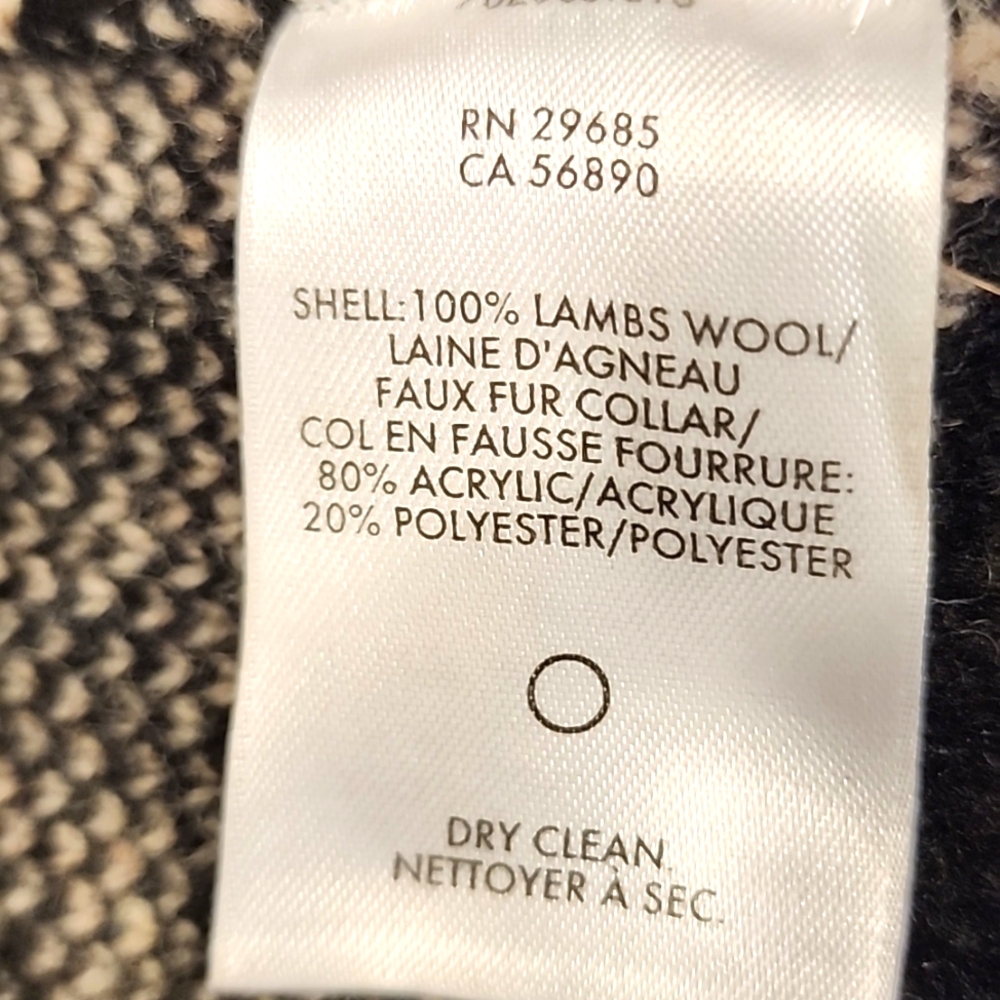 RN 29685
CA 56890
SHELL:100% LAMBS WOOL/
LAINE D'AGNEAU
FAUX FUR COLLAR/
COL EN FAUSSE FOURRURE:
80% ACRYLIC/ACRYLIQUE
20% POLYESTER/POLYESTER
DRY CLEAN.
NETTOYER À SEC.